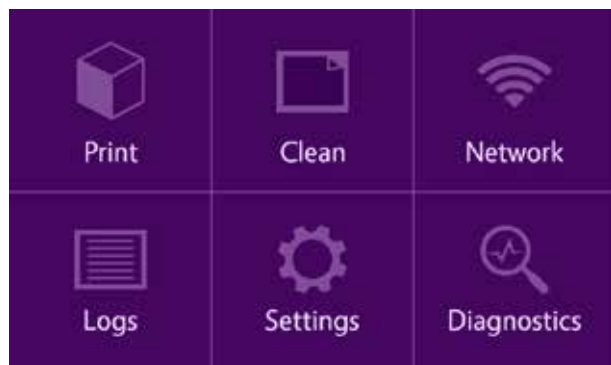 Print
Clean
Network
Logs
Settings
Diagnostics